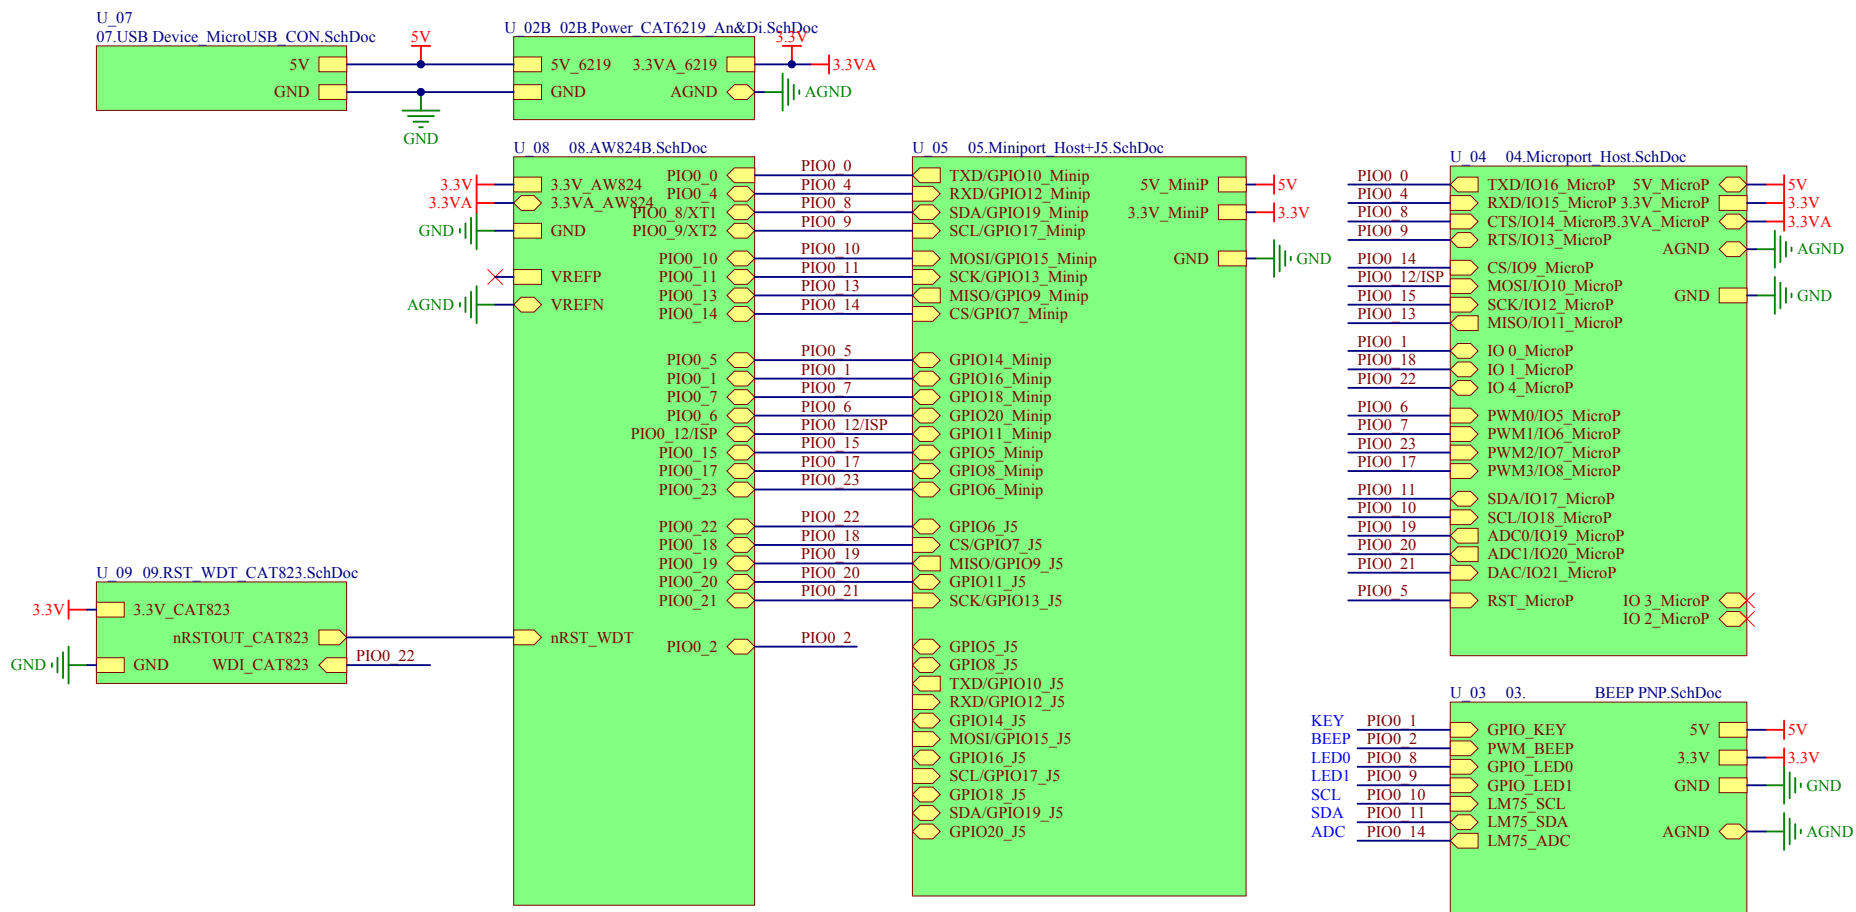 U_07
07.USB Device_MicroUSB_CON.SchDoc
5V
GND
5V
GND
U_02B 02B.Power_CAT6219_An&Di.SchDoc
5V_6219
GND
3.3VA_6219
AGND
3.3V
3.3VA
AGND
U_08 08.AW824B.SchDoc
3.3V
3.3VA
GND
AGND
3.3V_AW824
3.3VA_AW824
GND
VREFP
VREFN
nRST_WDT
PIO0_0
PIO0_4
PIO0_8/XT1
PIO0_9/XT2
PIO0_10
PIO0_11
PIO0_13
PIO0_14
PIO0_5
PIO0_1
PIO0_7
PIO0_6
PIO0_12/ISP
PIO0_15
PIO0_17
PIO0_23
PIO0_22
PIO0_18
PIO0_19
PIO0_20
PIO0_21
PIO0_2
PIO0_0
PIO0_4
PIO0_8
PIO0_9
PIO0_10
PIO0_11
PIO0_13
PIO0_14
PIO0_5
PIO0_1
PIO0_7
PIO0_6
PIO0_12/ISP
PIO0_15
PIO0_17
PIO0_23
PIO0_22
PIO0_18
PIO0_19
PIO0_20
PIO0_21
PIO0_2
U_05 05.Miniport_Host+J5.SchDoc
TXD/GPIO10_Minip
RXD/GPIO12_Minip
SDA/GPIO19_Minip
SCL/GPIO17_Minip
MOSI/GPIO15_Minip
SCK/GPIO13_Minip
MISO/GPIO9_Minip
CS/GPIO7_Minip
GPIO14_Minip
GPIO16_Minip
GPIO18_Minip
GPIO20_Minip
GPIO11_Minip
GPIO5_Minip
GPIO8_Minip
GPIO6_Minip
GPIO6_J5
CS/GPIO7_J5
MISO/GPIO9_J5
GPIO11_J5
SCK/GPIO13_J5
GPIO5_J5
GPIO8_J5
TXD/GPIO10_J5
RXD/GPIO12_J5
GPIO14_J5
MOSI/GPIO15_J5
GPIO16_J5
SCL/GPIO17_J5
GPIO18_J5
SDA/GPIO19_J5
GPIO20_J5
5V_MiniP
3.3V_MiniP
GND
5V
3.3V
GND
U_04 04.Microport_Host.SchDoc
PIO0_0
PIO0_4
PIO0_8
PIO0_9
PIO0_14
PIO0_12/ISP
PIO0_15
PIO0_13
PIO0_1
PIO0_18
PIO0_22
PIO0_6
PIO0_7
PIO0_23
PIO0_17
PIO0_11
PIO0_10
PIO0_19
PIO0_20
PIO0_21
PIO0_5
TXD/IO16_MicroP
RXD/IO15_MicroP
CTS/IO14_MicroP
RTS/IO13_MicroP
CS/IO9_MicroP
MOSI/IO10_MicroP
SCK/IO12_MicroP
MISO/IO11_MicroP
IO 0_MicroP
IO 1_MicroP
IO 4_MicroP
PWM0/IO5_MicroP
PWM1/IO6_MicroP
PWM2/IO7_MicroP
PWM3/IO8_MicroP
SDA/IO17_MicroP
SCL/IO18_MicroP
ADC0/IO19_MicroP
ADC1/IO20_MicroP
DAC/IO21_MicroP
RST_MicroP
5V_MicroP
3.3V_MicroP
3.3VA_MicroP
AGND
GND
IO 3_MicroP
IO 2_MicroP
5V
3.3V
3.3VA
AGND
GND
U_09 09.RST_WDT_CAT823.SchDoc
3.3V
GND
3.3V_CAT823
nRSTOUT_CAT823
GND
WDI_CAT823
PIO0_22
U_03 03. BEEP PNP.SchDoc
KEY PIO0_1
BEEP PIO0_2
LED0 PIO0_8
LED1 PIO0_9
SCL PIO0_10
SDA PIO0_11
ADC PIO0_14
GPIO_KEY
PWM_BEEP
GPIO_LED0
GPIO_LED1
LM75_SCL
LM75_SDA
LM75_ADC
5V
3.3V
GND
AGND
5V
3.3V
GND
AGND